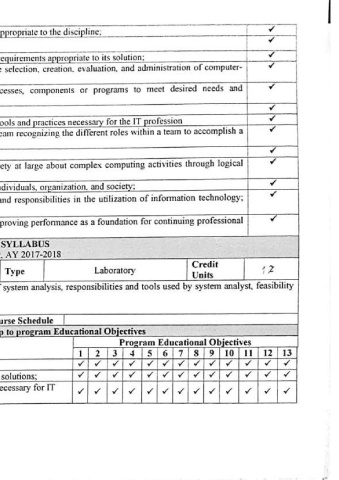 ppropriate to the discipline; ✓
✓
equirements appropriate to its solution; ✓
e selection, creation, evaluation, and administration of computer- ✓
cesses, components or programs to meet desired needs and ✓
✓
ools and practices necessary for the IT profession ✓
eam recognizing the different roles within a team to accomplish a ✓
✓
ety at large about complex computing activities through logical ✓
dividuals, organization, and society; ✓
and responsibilities in the utilization of information technology; ✓
proving performance as a foundation for continuing professional ✓
SYLLABUS
, AY 2017-2018
Type Laboratory Credit Units
system analysis, responsibilities and tools used by system analyst, feasibility
urse Schedule
p to program Educational Objectives
Program Educational Objectives
1 2 3 4 5 6 7 8 9 10 11 12 13
✓ ✓ ✓ ✓ ✓ ✓ ✓ ✓ ✓ ✓ ✓ ✓ ✓
solutions; ✓ ✓ ✓ ✓ ✓ ✓ ✓ ✓ ✓ ✓ ✓ ✓ ✓
ecessary for IT ✓ ✓ ✓ ✓ ✓ ✓ ✓ ✓ ✓ ✓ ✓ ✓ ✓